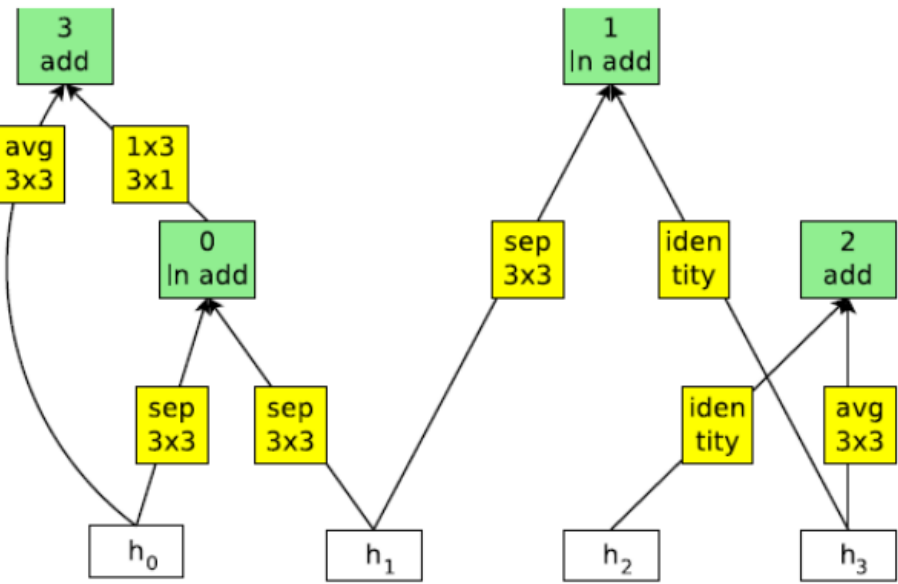 3
add
1
ln add
avg
3x3
1x3
3x1
0
ln add
sep
3x3
iden
tity
2
add
sep
3x3
sep
3x3
iden
tity
avg
3x3
h0
h1
h2
h3